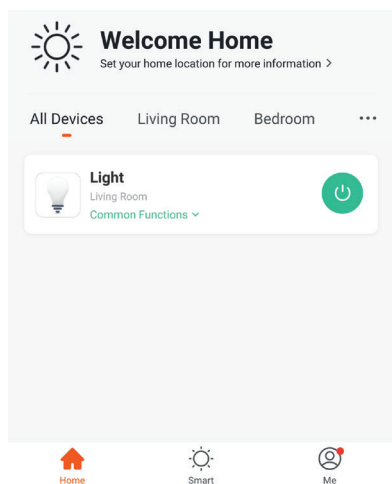 Welcome Home
Set your home location for more information >
All Devices Living Room Bedroom ...
Light
Living Room
Common Functions
Home Smart Me